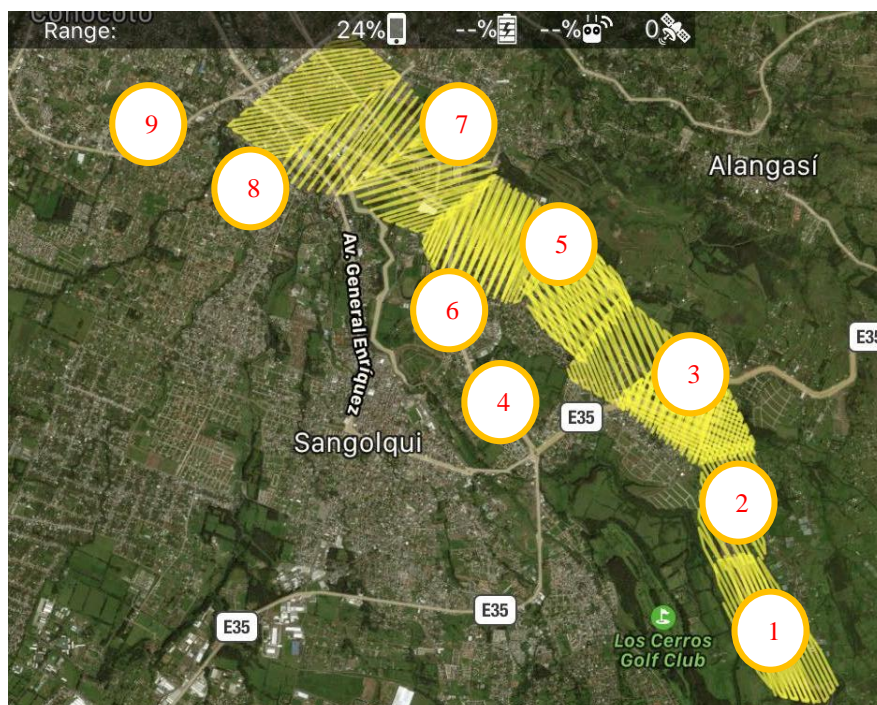 Conocoto
Range:
24%
--%
--%
0
9
7
8
Alangasí
5
Av. General Enríquez
6
E35
3
4
E35
Sangolqui
2
E35
E35
1
Los Cerros
Golf Club